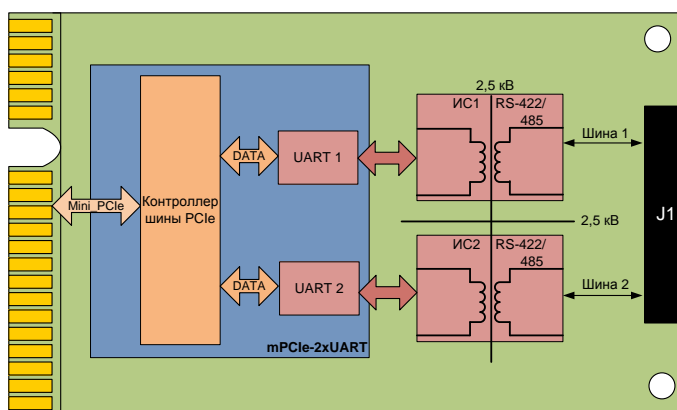 2,5 кВ
ИС1
RS-422/
485
Шина 1
DATA
UART 1
Mini_PCIe
Контроллер
шины PCIe
J1
2,5 кВ
ИС2
RS-422/
485
DATA
UART 2
Шина 2
mPCIe-2xUART